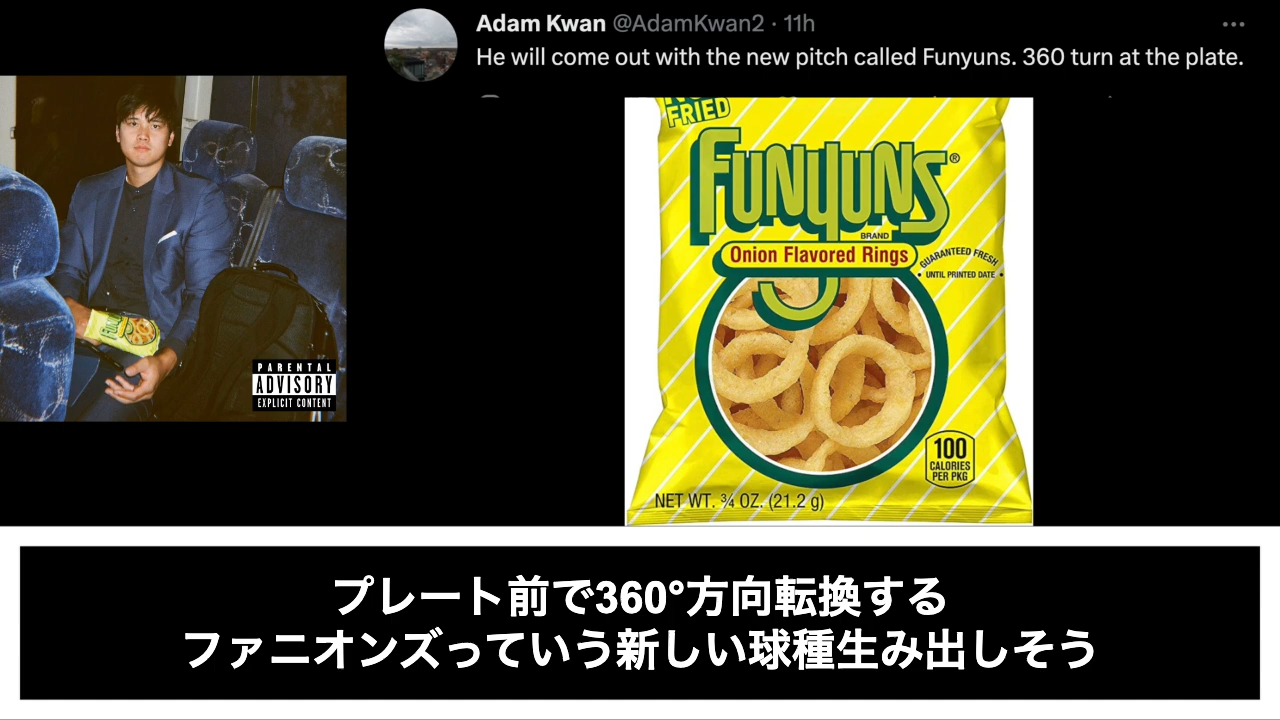 Adam Kwan @AdamKwan2 · 11h
He will come out with the new pitch called Funyuns. 360 turn at the plate.
FRIED
FUNYUNS®
BRAND
Onion Flavored Rings
GUARANTEED FRESH
• UNTIL PRINTED DATE •
100
CALORIES
PER PKG
NET WT. ¾ OZ. (21.2 g)
PARENTAL
ADVISORY
EXPLICIT CONTENT
プレート前で360°方向転換する
ファニオンズっていう新しい球種生み出しそう